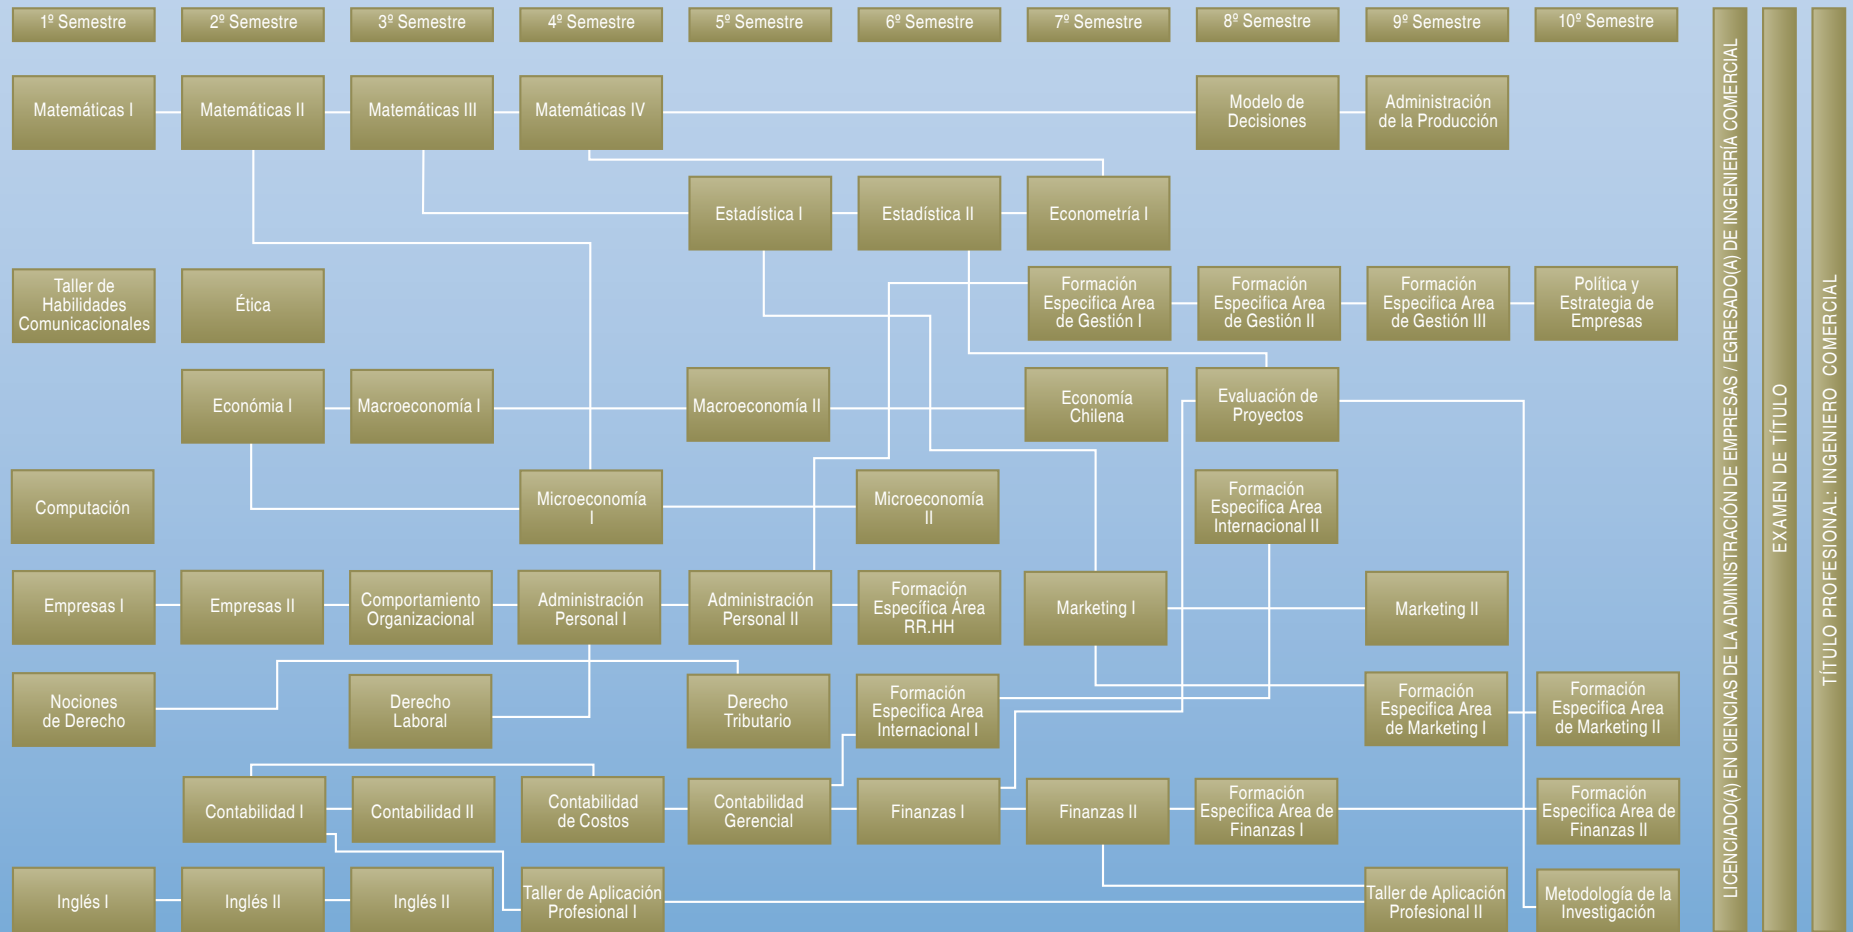 1º Semestre
2º Semestre
3º Semestre
4º Semestre
5º Semestre
6º Semestre
7º Semestre
8º Semestre
9º Semestre
10º Semestre
Matemáticas I
Matemáticas II
Matemáticas III
Matemáticas IV
Modelo de
Decisiones
Administración
de la Producción
Estadística I
Estadística II
Econometría I
Taller de
Habilidades
Comunicacionales
Ética
Formación
Especifica Area
de Gestión I
Formación
Especifica Area
de Gestión II
Formación
Especifica Area
de Gestión III
Política y
Estrategia de
Empresas
Económia I
Macroeconomía I
Macroeconomía II
Economía
Chilena
Evaluación de
Proyectos
Computación
Microeconomía
I
Microeconomía
II
Formación
Especifica Area
Internacional II
Empresas I
Empresas II
Comportamiento
Organizacional
Administración
Personal I
Administración
Personal II
Formación
Específica Área
RR.HH
Marketing I
Marketing II
Nociones
de Derecho
Derecho
Laboral
Derecho
Tributario
Formación
Especifica Area
Internacional I
Formación
Especifica Area
de Marketing I
Formación
Especifica Area
de Marketing II
Contabilidad I
Contabilidad II
Contabilidad
de Costos
Contabilidad
Gerencial
Finanzas I
Finanzas II
Formación
Especifica Area de
Finanzas I
Formación
Especifica Area de
Finanzas II
Inglés I
Inglés II
Inglés II
Taller de Aplicación
Profesional I
Taller de Aplicación
Profesional II
Metodología de la
Investigación
LICENCIADO(A) EN CIENCIAS DE LA ADMINISTRACIÓN DE EMPRESAS / EGRESADO(A) DE INGENIERÍA COMERCIAL
EXAMEN DE TÍTULO
TÍTULO PROFESIONAL: INGENIERO COMERCIAL